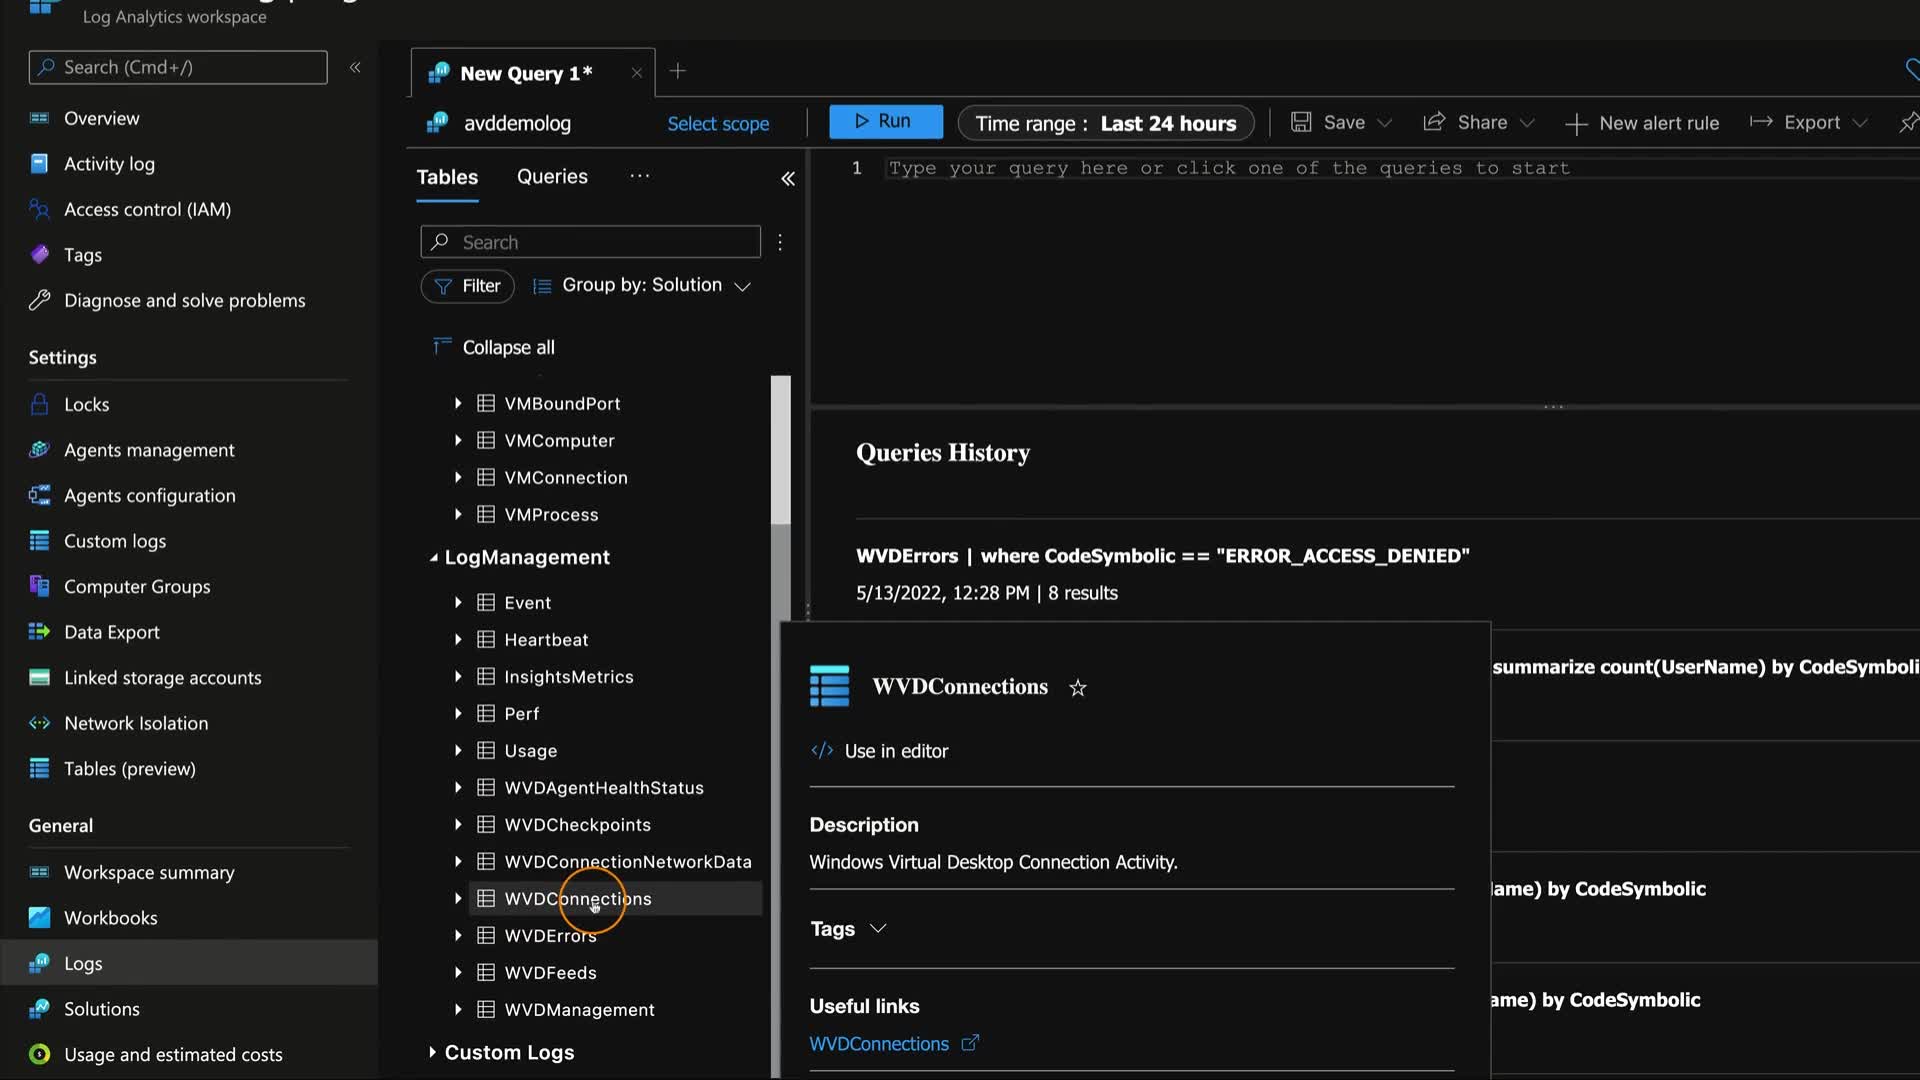 Log Analytics workspace
Search (Cmd+/)
«
Overview
Activity log
Access control (IAM)
Tags
Diagnose and solve problems
Settings
Locks
Agents management
Agents configuration
Custom logs
Computer Groups
Data Export
Linked storage accounts
Network Isolation
Tables (preview)
General
Workspace summary
Workbooks
Logs
Solutions
Usage and estimated costs
New Query 1*
avddemolog
Select scope
Run
Time range : Last 24 hours
Save
Share
New alert rule
Export
Tables
Queries
...
«
Search
Filter
Group by: Solution
Collapse all
VMBoundPort
VMComputer
VMConnection
VMProcess
LogManagement
Event
Heartbeat
InsightsMetrics
Perf
Usage
WVDAgentHealthStatus
WVDCheckpoints
WVDConnectionNetworkData
WVDConnections
WVDErrors
WVDFeeds
WVDManagement
Custom Logs
1
Type your query here or click one of the queries to start
Queries History
WVDErrors | where CodeSymbolic == "ERROR_ACCESS_DENIED"
5/13/2022, 12:28 PM | 8 results
summarize count(UserName) by CodeSymboli
ame) by CodeSymbolic
ame) by CodeSymbolic
WVDConnections
</> Use in editor
Description
Windows Virtual Desktop Connection Activity.
Tags
Useful links
WVDConnections